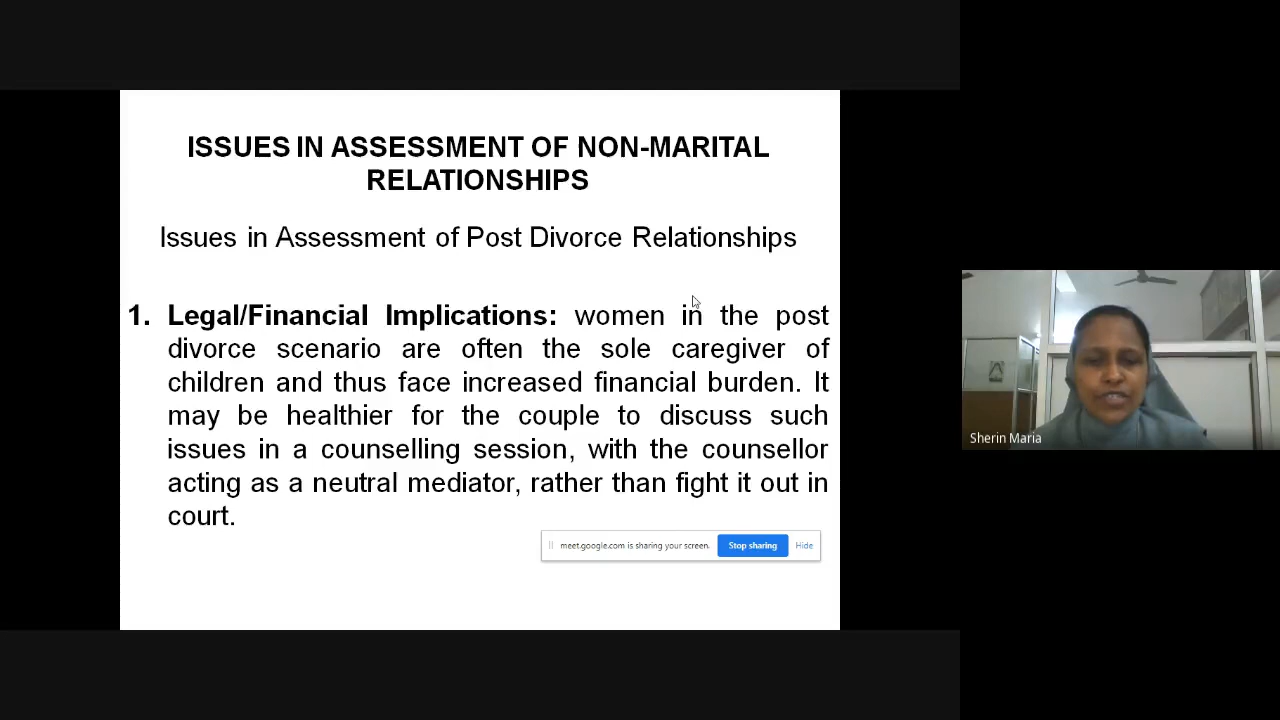 ISSUES IN ASSESSMENT OF NON-MARITAL
RELATIONSHIPS
Issues in Assessment of Post Divorce Relationships
1. Legal/Financial Implications: women in the post
divorce scenario are often the sole caregiver of
children and thus face increased financial burden. It
may be healthier for the couple to discuss such
issues in a counselling session, with the counsellor
acting as a neutral mediator, rather than fight it out in
court.
meet.google.com is sharing your screen. Stop sharing Hide
Sherin Maria